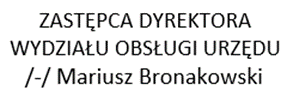 ZASTĘPCA DYREKTORA
WYDZIAŁU OBSŁUGI URZĘDU
/-/ Mariusz Bronakowski